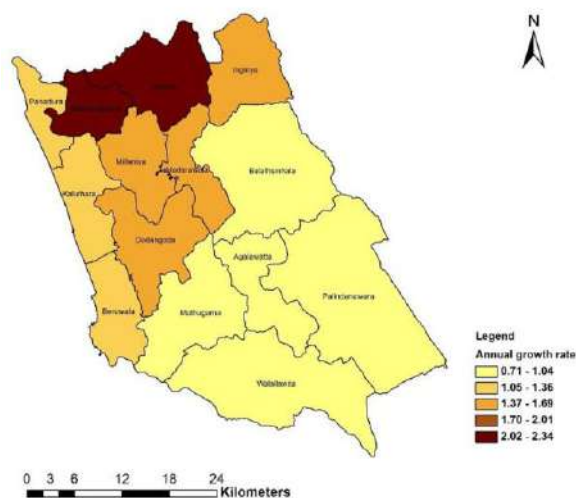 N
Ingiriya
Panadura
Millaniya
Madurawala
Bulathsinhala
Kaluthara
Dodangoda
Agalawatta
Palindanuwara
Beruwala
Mathugama
Walallawita
Legend
Annual growth rate
0.71 - 1.04
1.05 - 1.36
1.37 - 1.69
1.70 - 2.01
2.02 - 2.34
0 3 6 12 18 24
Kilometers